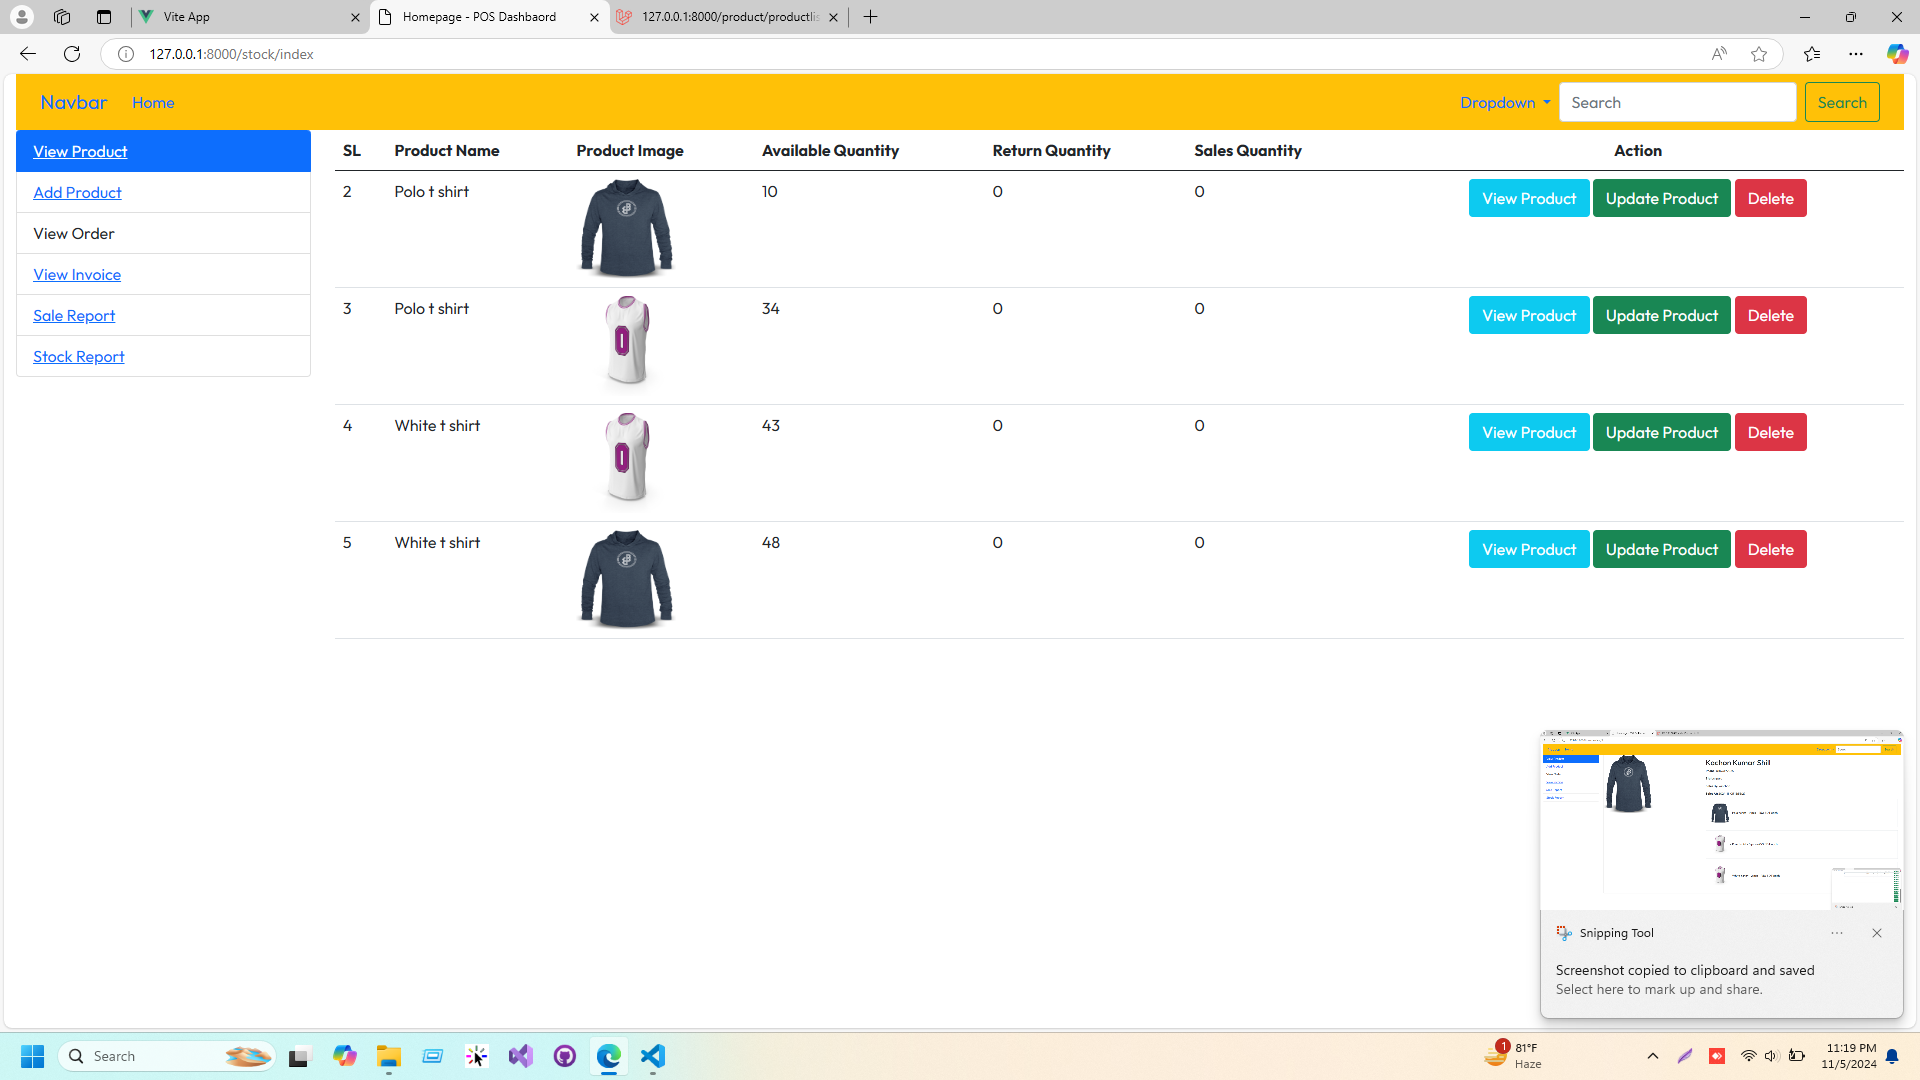 Vite App
Homepage - POS Dashbaord
127.0.0.1:8000/product/productlis
127.0.0.1:8000/stock/index
Navbar
Home
Dropdown
Search
Search
View Product
Add Product
View Order
View Invoice
Sale Report
Stock Report
SL Product Name Product Image Available Quantity Return Quantity Sales Quantity Action
2 Polo t shirt 10 0 0 View Product Update Product Delete
3 Polo t shirt 34 0 0 View Product Update Product Delete
4 White t shirt 43 0 0 View Product Update Product Delete
5 White t shirt 48 0 0 View Product Update Product Delete
Kachan Kumar Shill
Snipping Tool
Screenshot copied to clipboard and saved
Select here to mark up and share.
Search
1
81°F
Haze
11:19 PM
11/5/2024